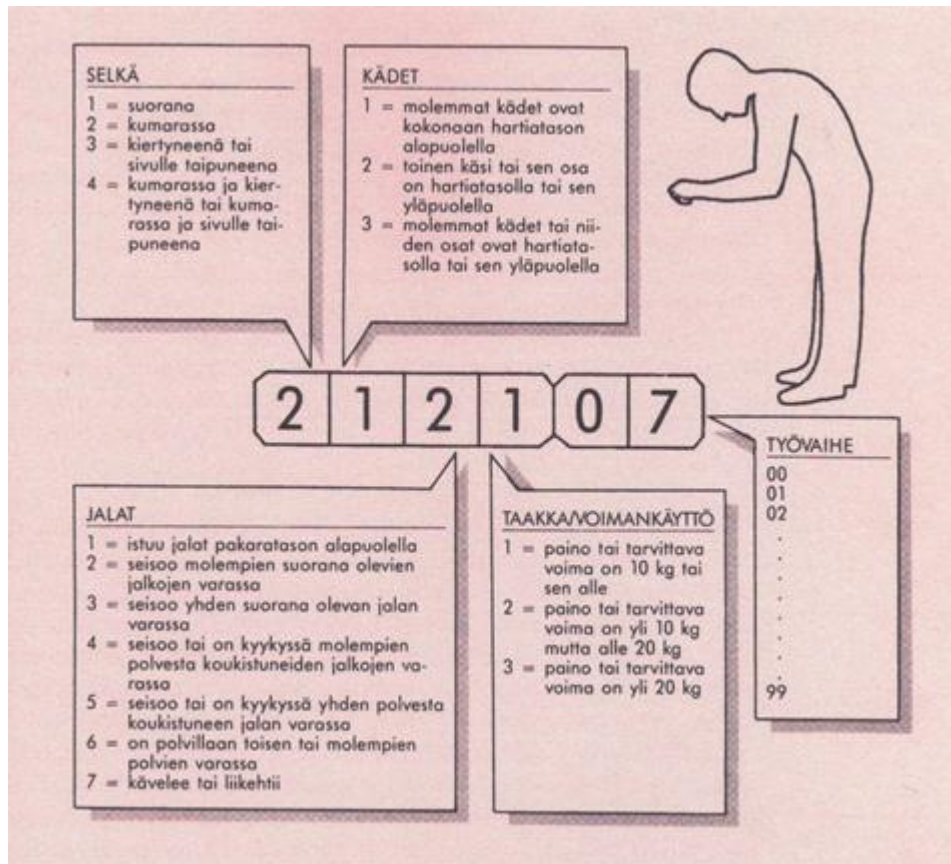 SELKÄ
1 = suorana
2 = kumarassa
3 = kiertyneenä tai
sivulle taipuneena
4 = kumarassa ja kier-
tyneenä tai kuma-
rassa ja sivulle tai-
puneena
KÄDET
1 = molemmat kädet ovat
kokonaan hartiatason
alapuolella
2 = toinen käsi tai sen osa
on hartiatasolla tai sen
yläpuolella
3 = molemmat kädet tai nii-
den osat ovat hartiata-
solla tai sen yläpuolella
2 1 2 1 0 7
JALAT
1 = istuu jalat pakaratason alapuolella
2 = seisoo molempien suorana olevien
jalkojen varassa
3 = seisoo yhden suorana olevan jalan
varassa
4 = seisoo tai on kyykyssä molempien
polvesta koukistuneiden jalkojen va-
rassa
5 = seisoo tai on kyykyssä yhden polvesta
koukistuneen jalan varassa
6 = on polvillaan toisen tai molempien
polvien varassa
7 = kävelee tai liikehtii
TAAKKA/VOIMANKÄYTTÖ
1 = paino tai tarvittava
voima on 10 kg tai
sen alle
2 = paino tai tarvittava
voima on yli 10 kg
mutta alle 20 kg
3 = paino tai tarvittava
voima on yli 20 kg
TYÖVAIHE
00
01
02
.
.
.
.
.
.
.
99